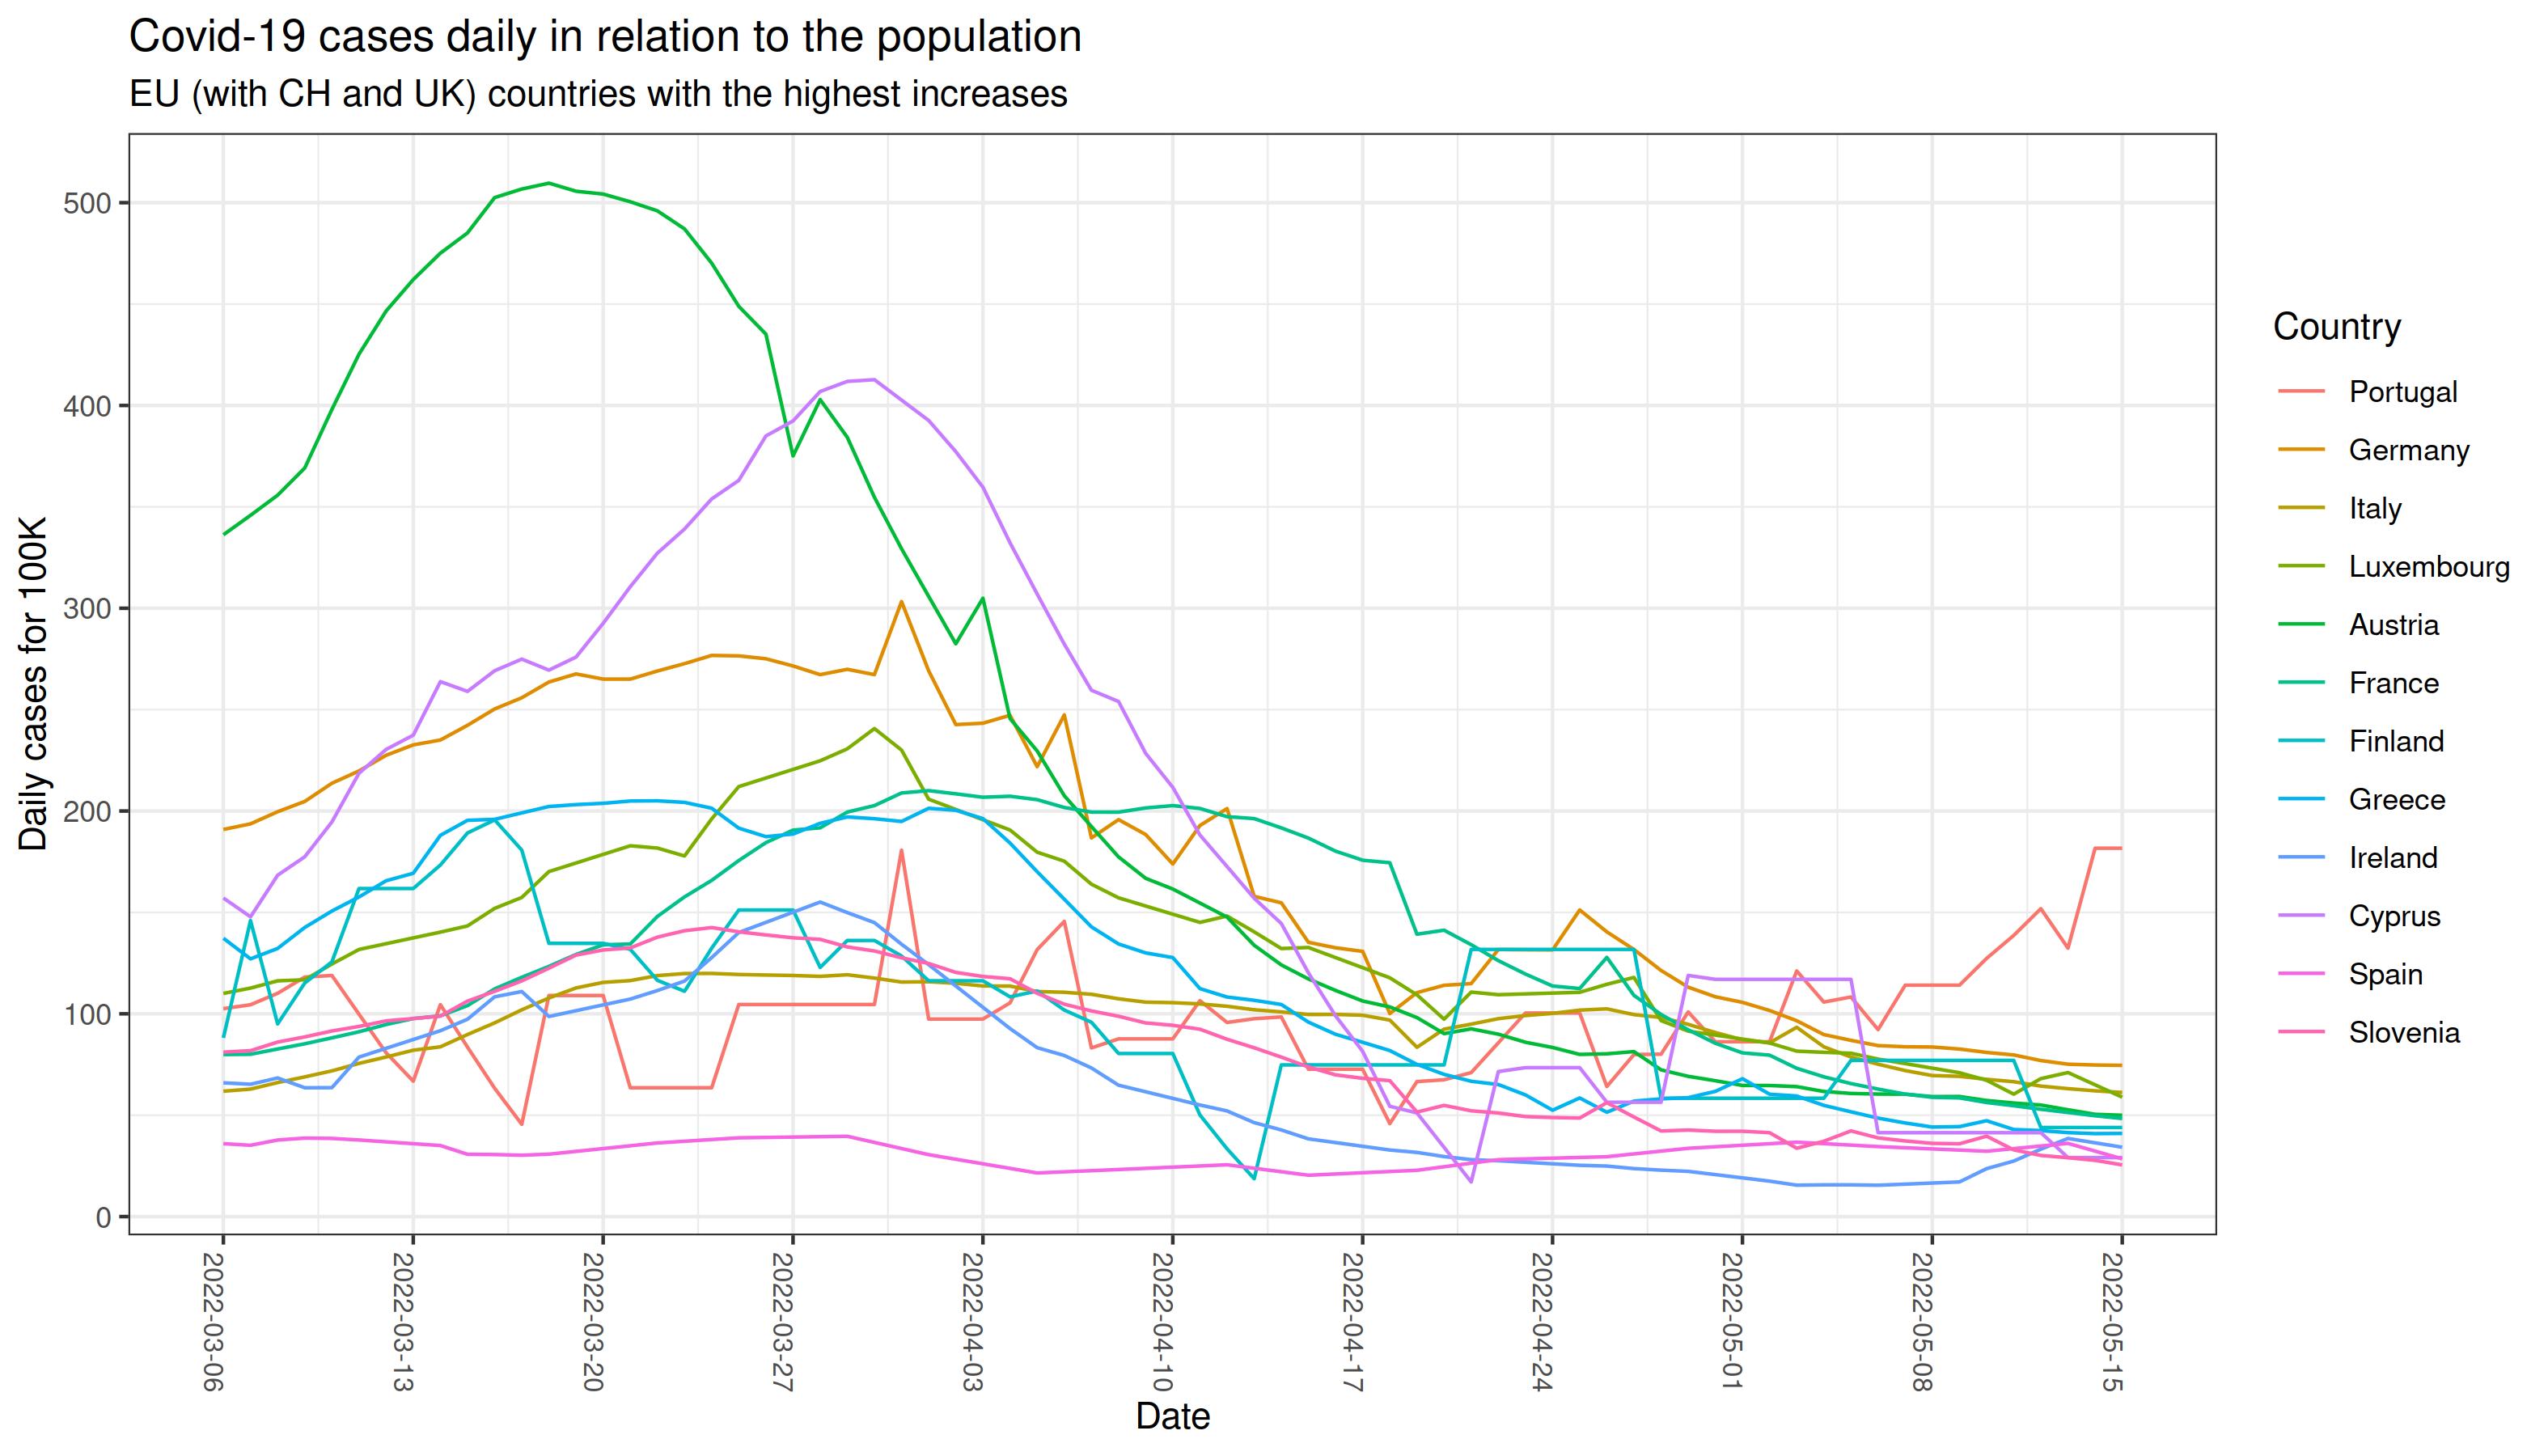 Covid-19 cases daily in relation to the population
EU (with CH and UK) countries with the highest increases
Daily cases for 100K
500
400
300
200
100
0
2022-03-06
2022-03-13
2022-03-20
2022-03-27
2022-04-03
2022-04-10
2022-04-17
2022-04-24
2022-05-01
2022-05-08
2022-05-15
Date
Country
Portugal
Germany
Italy
Luxembourg
Austria
France
Finland
Greece
Ireland
Cyprus
Spain
Slovenia